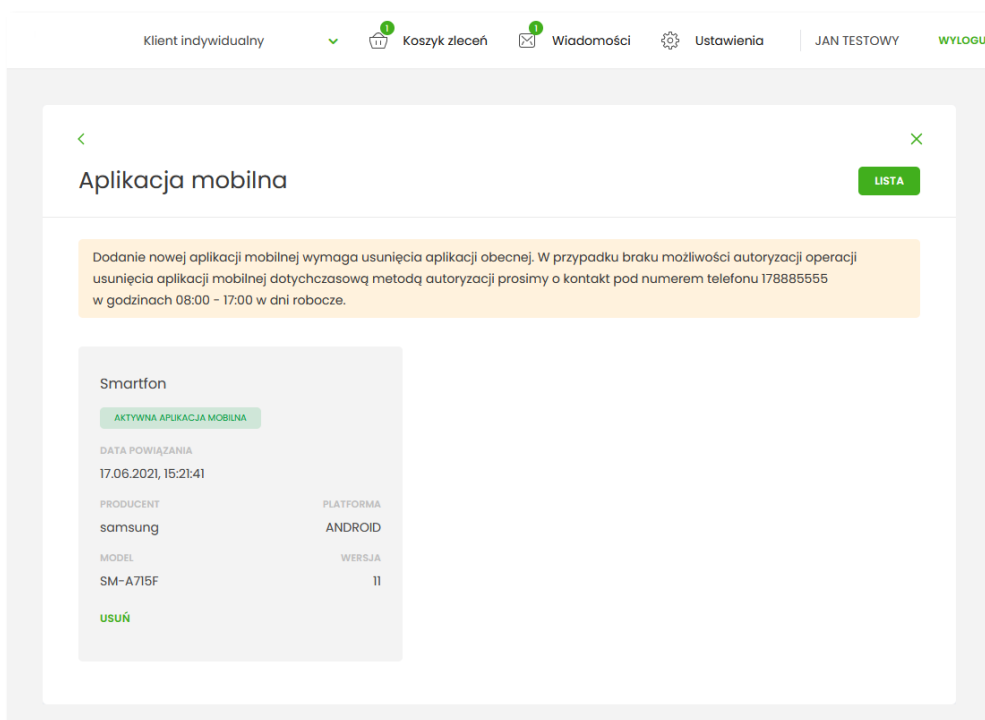 Klient indywidualny 1 Koszyk zleceń 1 Wiadomości Ustawienia JAN TESTOWY WYLOGU
Aplikacja mobilna LISTA
Dodanie nowej aplikacji mobilnej wymaga usunięcia aplikacji obecnej. W przypadku braku możliwości autoryzacji operacji
usunięcia aplikacji mobilnej dotychczasową metodą autoryzacji prosimy o kontakt pod numerem telefonu 178885555
w godzinach 08:00 - 17:00 w dni robocze.
Smartfon
AKTYWNA APLIKACJA MOBILNA
DATA POWIĄZANIA
17.06.2021, 15:21:41
PRODUCENT PLATFORMA
samsung ANDROID
MODEL WERSJA
SM-A715F 11
USUŃ